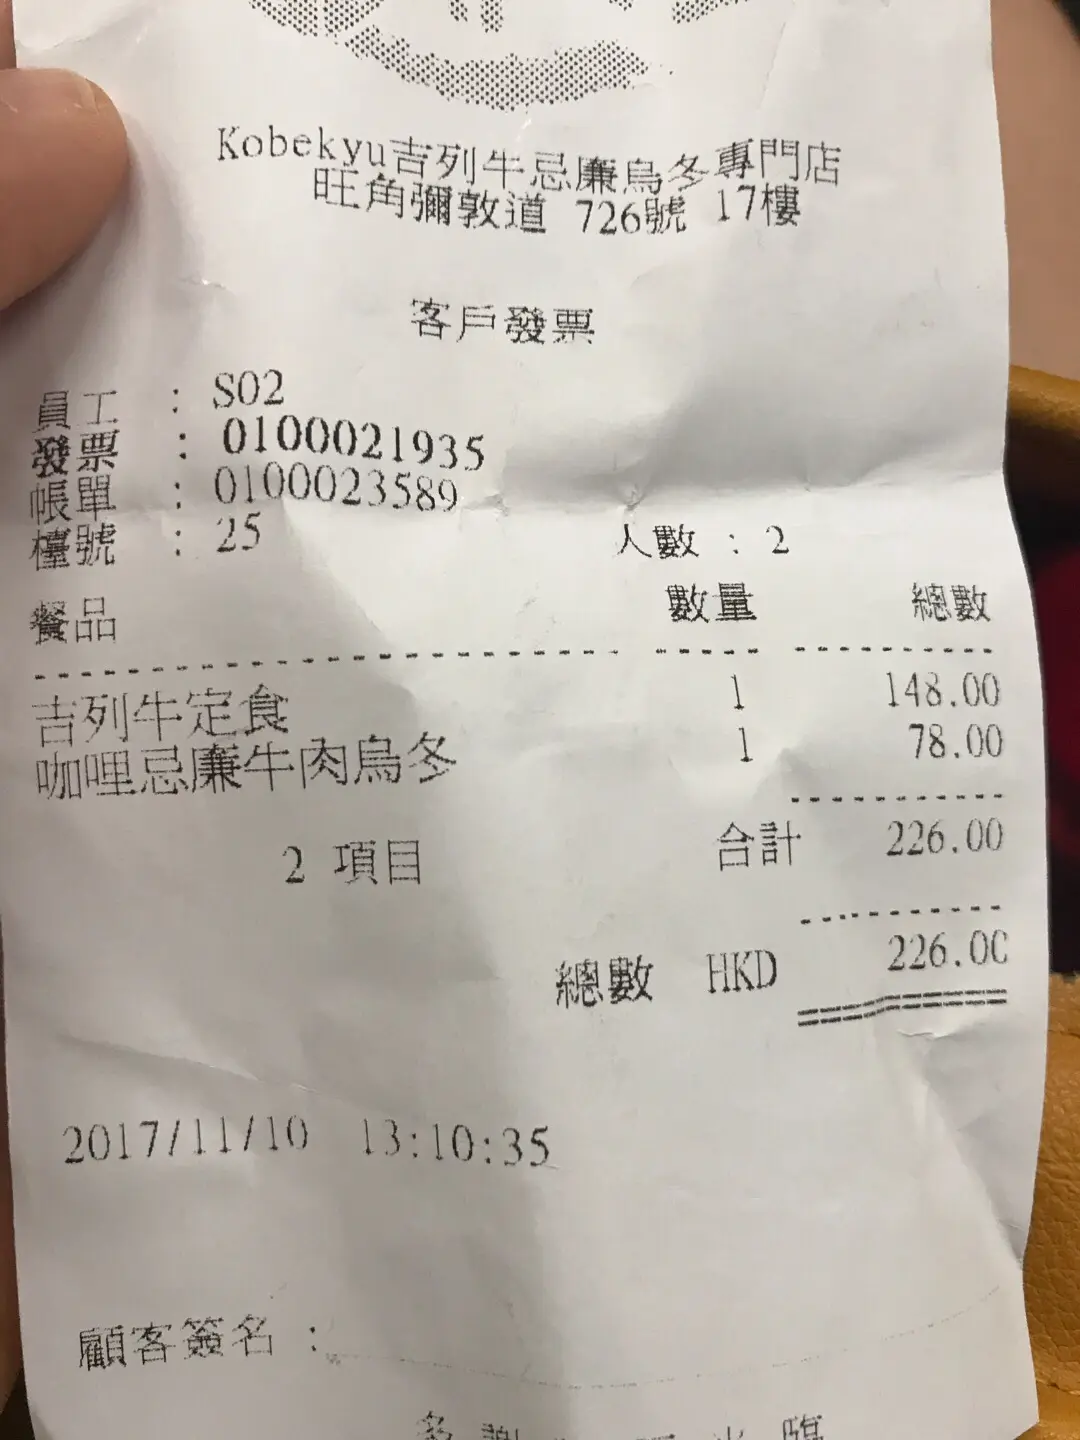 Kobekyu吉列牛忌廉烏冬專門店
旺角彌敦道 726號 17樓
客戶發票
員工 : S02
發票 : 0100021935
帳單 : 0100023589
檯號 : 25 人數 : 2
餐品 數量 總數
吉列牛定食 1 148.00
咖哩忌廉牛肉烏冬 1 78.00
2 項目 合計 226.00
總數 HKD 226.00
2017/11/10 13:10:35
顧客簽名 :
多謝 來臨